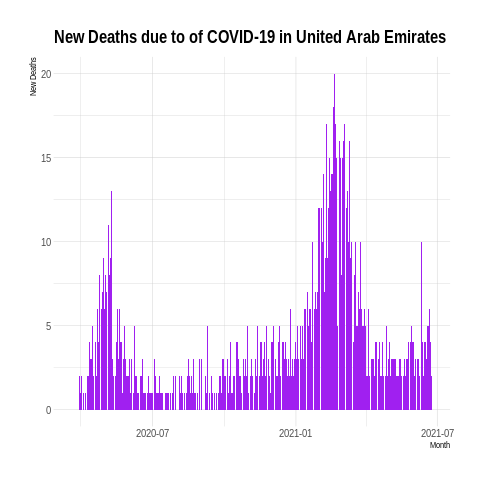 New Deaths due to of COVID-19 in United Arab Emirates
New Deaths
20
15
10
5
0
2020-07
2021-01
2021-07
Month